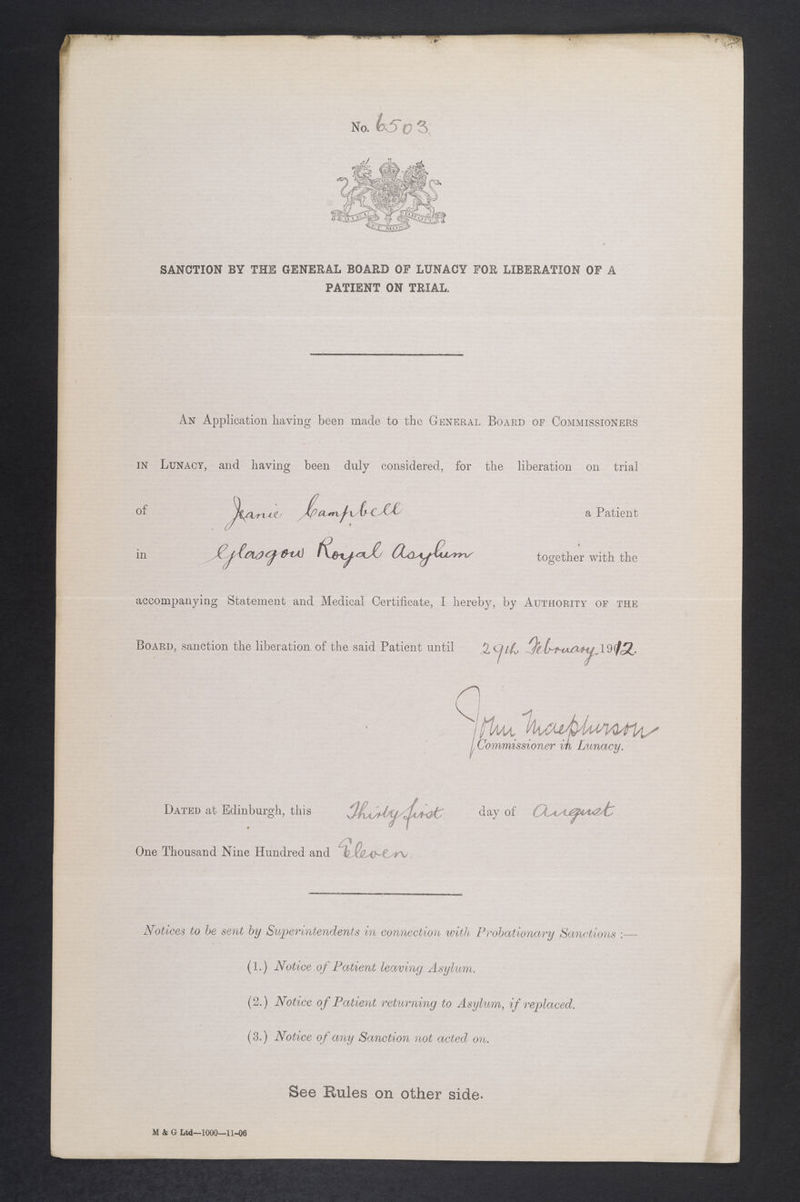 No. 6503.
SANCTION BY THE GENERAL BOARD OF LUNACY FOR LIBERATION OF A
PATIENT ON TRIAL.
AN Application having been made to the GENERAL BOARD OF COMMISSIONERS
IN LUNACY, and having been duly considered, for the liberation on trial
of Jeanie Campbell a Patient
in Glasgow Royal Asylum together with the
accompanying Statement and Medical Certificate, I hereby, by AUTHORITY OF THE
BOARD, sanction the liberation of the said Patient until 29th February 1912.
John Macpherson
Commissioner in Lunacy.
DATED at Edinburgh, this Thirty first day of August
One Thousand Nine Hundred and Eleven
Notices to be sent by Superintendents in connection with Probationary Sanctions :—
(1.) Notice of Patient leaving Asylum.
(2.) Notice of Patient returning to Asylum, if replaced.
(3.) Notice of any Sanction not acted on.
See Rules on other side.
M & G Ltd—1000—11-06